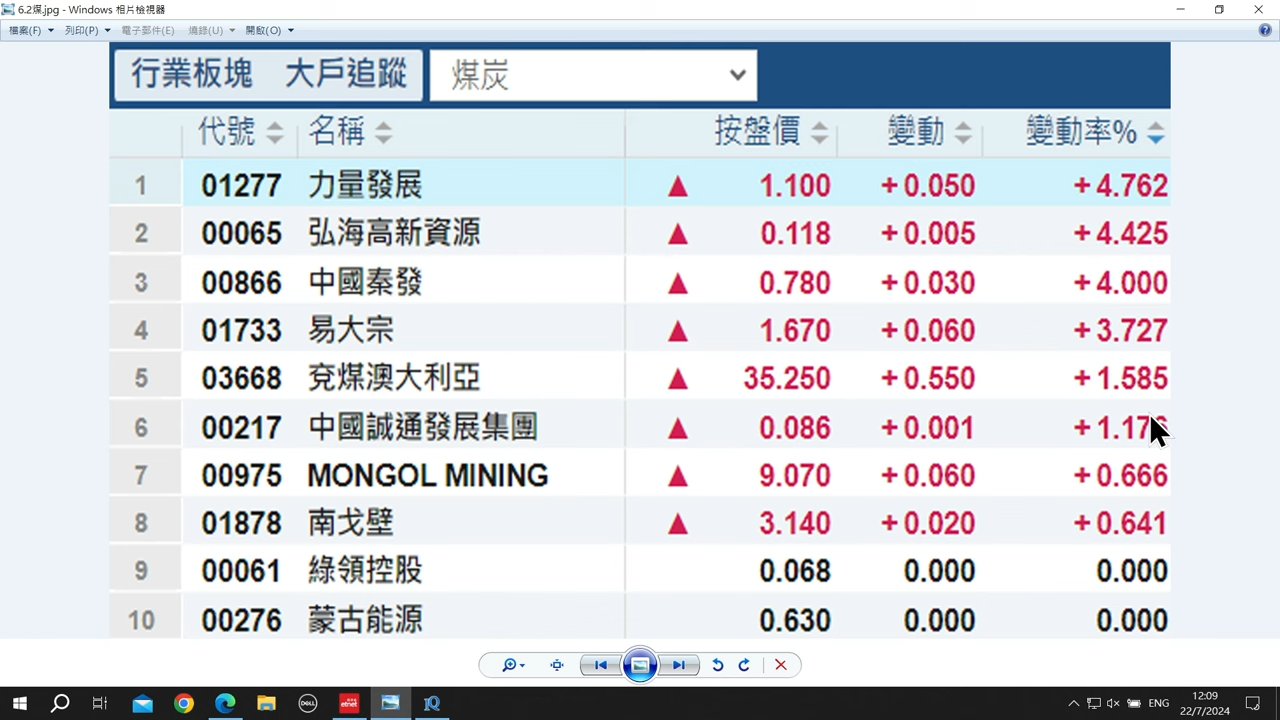 6.2煤.jpg - Windows 相片檢視器
檔案(F) 列印(P) 電子郵件(E) 燒錄(U) 開啟(O)
行業板塊 大戶追蹤 煤炭
代號 名稱 按盤價 變動 變動率%
1 01277 力量發展 ▲ 1.100 +0.050 +4.762
2 00065 弘海高新資源 ▲ 0.118 +0.005 +4.425
3 00866 中國秦發 ▲ 0.780 +0.030 +4.000
4 01733 易大宗 ▲ 1.670 +0.060 +3.727
5 03668 兗煤澳大利亞 ▲ 35.250 +0.550 +1.585
6 00217 中國誠通發展集團 ▲ 0.086 +0.001
7 00975 MONGOL MINING ▲ 9.070 +0.060 +0.666
8 01878 南戈壁 ▲ 3.140 +0.020 +0.641
9 00061 綠領控股 0.068 0.000 0.000
10 00276 蒙古能源 0.630 0.000 0.000
DELL etnet IQ ENG 12:09
22/7/2024